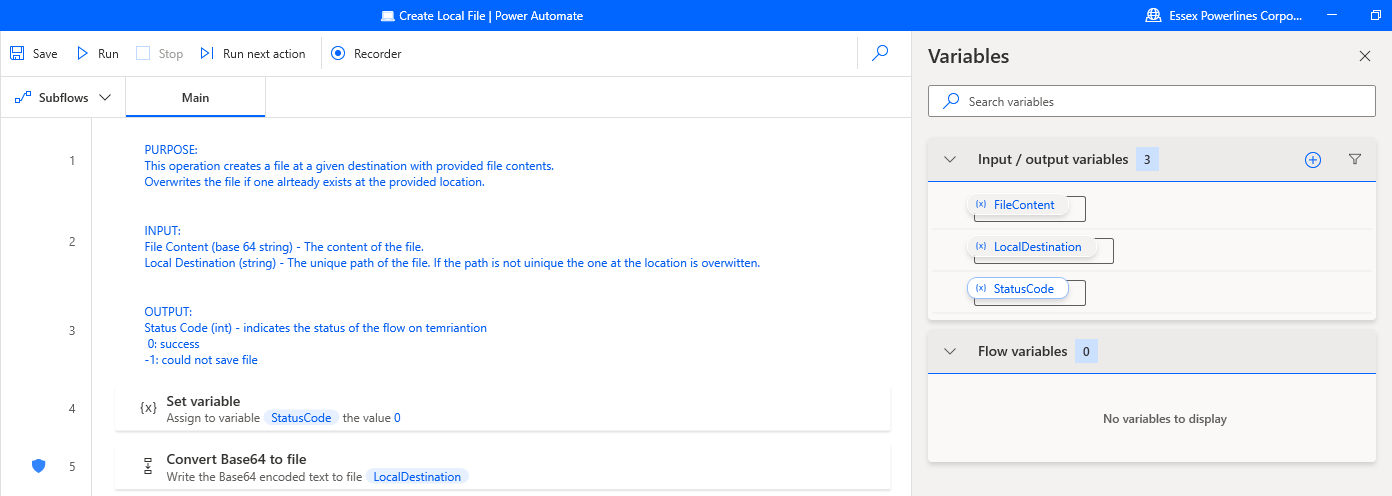 Create Local File | Power Automate
Essex Powerlines Corpo...
Save
Run
Stop
Run next action
Recorder
Subflows
Main
1
PURPOSE:
This operation creates a file at a given destination with provided file contents.
Overwrites the file if one alrteady exists at the provided location.
2
INPUT:
File Content (base 64 string) - The content of the file.
Local Destination (string) - The unique path of the file. If the path is not uinique the one at the location is overwitten.
3
OUTPUT:
Status Code (int) - indicates the status of the flow on temriantion
0: success
-1: could not save file
4
{x}
Set variable
Assign to variable StatusCode the value 0
5
Convert Base64 to file
Write the Base64 encoded text to file LocalDestination
Variables
Search variables
Input / output variables 3
(x) FileContent
(x) LocalDestination
(x) StatusCode
Flow variables 0
No variables to display